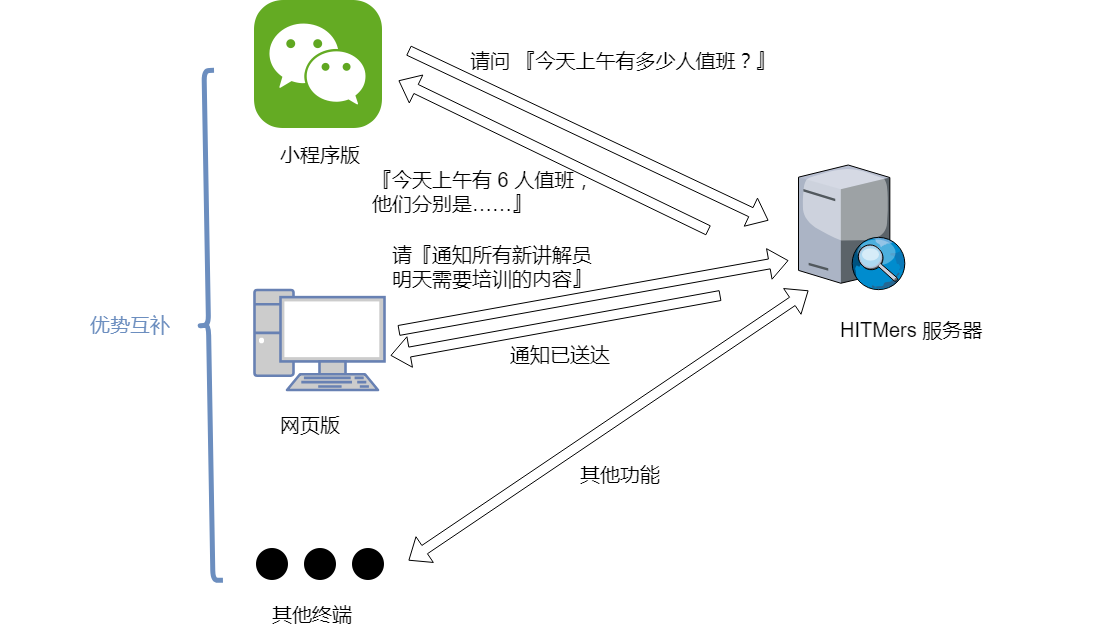 请问 『今天上午有多少人值班？』
小程序版
『今天上午有 6 人值班，
他们分别是……』
请『通知所有新讲解员
明天需要培训的内容』
优势互补
HITMers 服务器
通知已送达
网页版
其他功能
其他终端